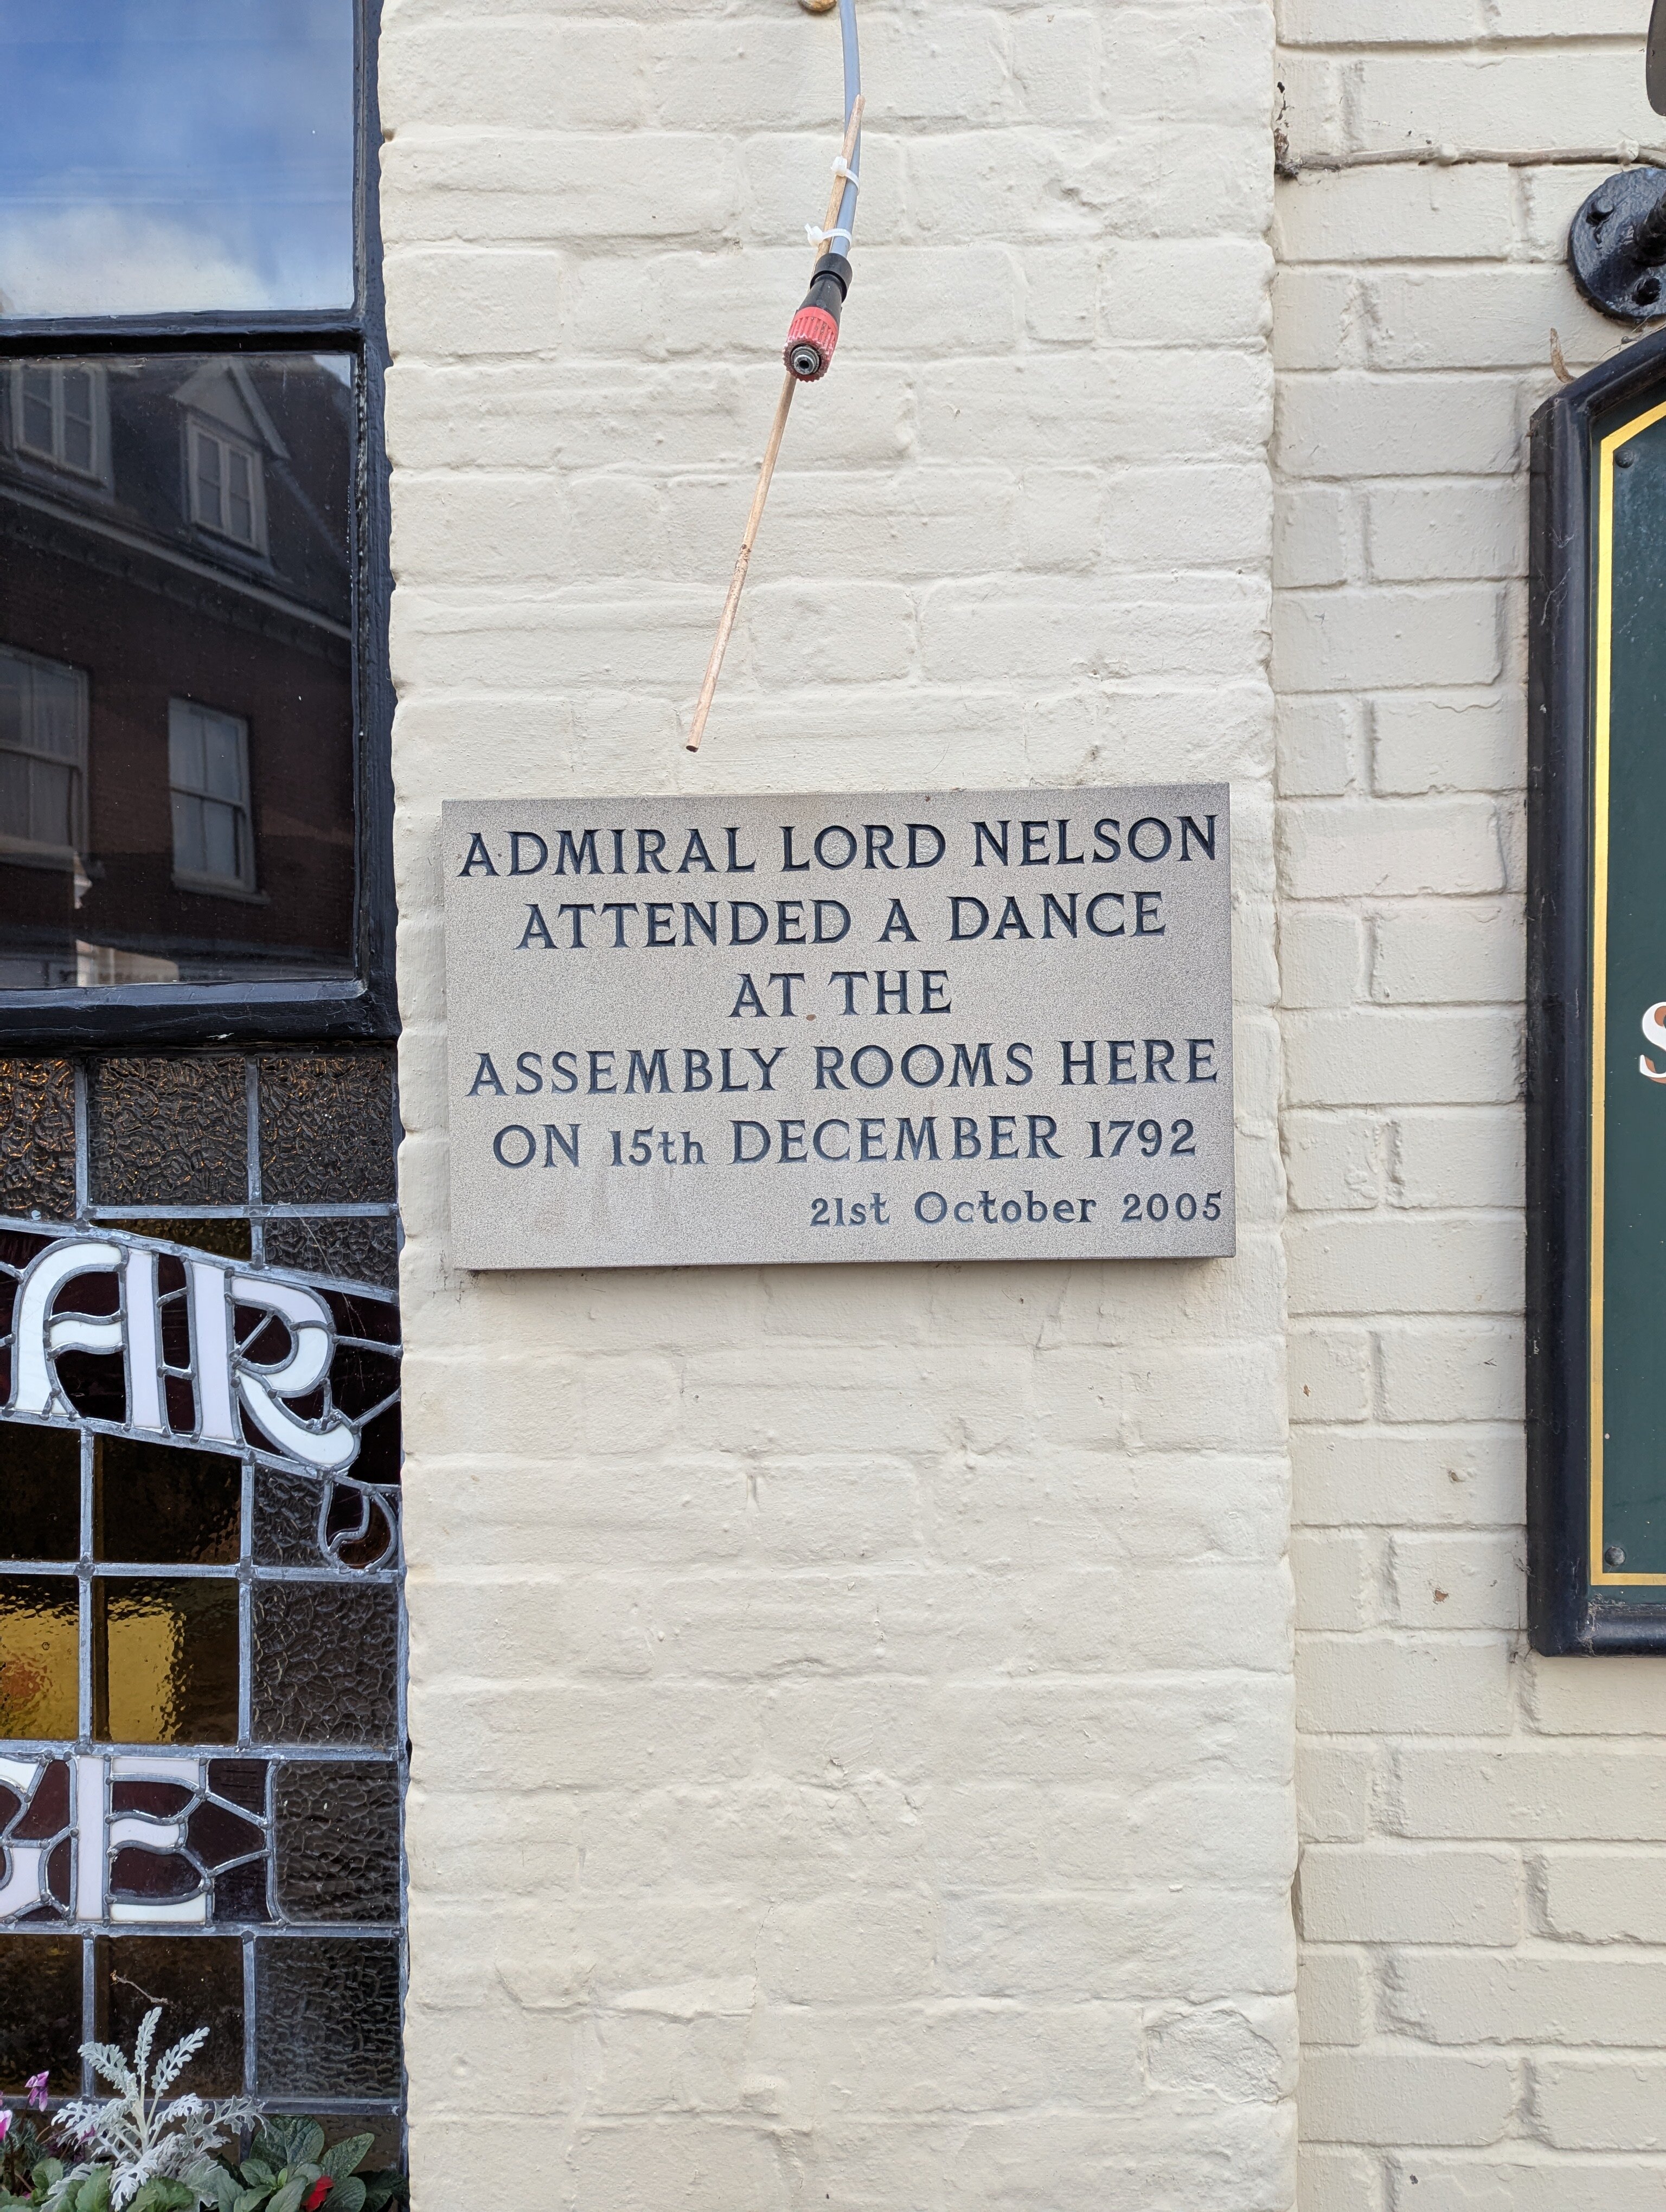 ADMIRAL LORD NELSON
ATTENDED A DANCE
AT THE
ASSEMBLY ROOMS HERE
ON 15th DECEMBER 1792
21st October 2005